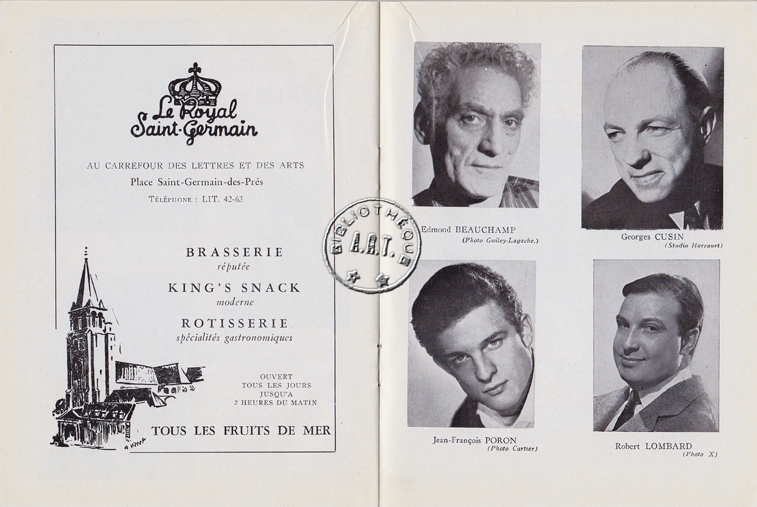 Le Royal
Saint-Germain
AU CARREFOUR DES LETTRES ET DES ARTS
Place Saint-Germain-des-Prés
TÉLÉPHONE : LIT. 42-63
BRASSERIE
réputée
KING'S SNACK
moderne
ROTISSERIE
spécialités gastronomiques
OUVERT
TOUS LES JOURS
JUSQU'A
2 HEURES DU MATIN
TOUS LES FRUITS DE MER
BIBLIOTHÈQUE
A.R.T.
Edmond BEAUCHAMP
(Photo Guiley-Lagache.)
Georges CUSIN
(Studio Harcourt)
Jean-François PORON
(Photo Cartier)
Robert LOMBARD
(Photo X)